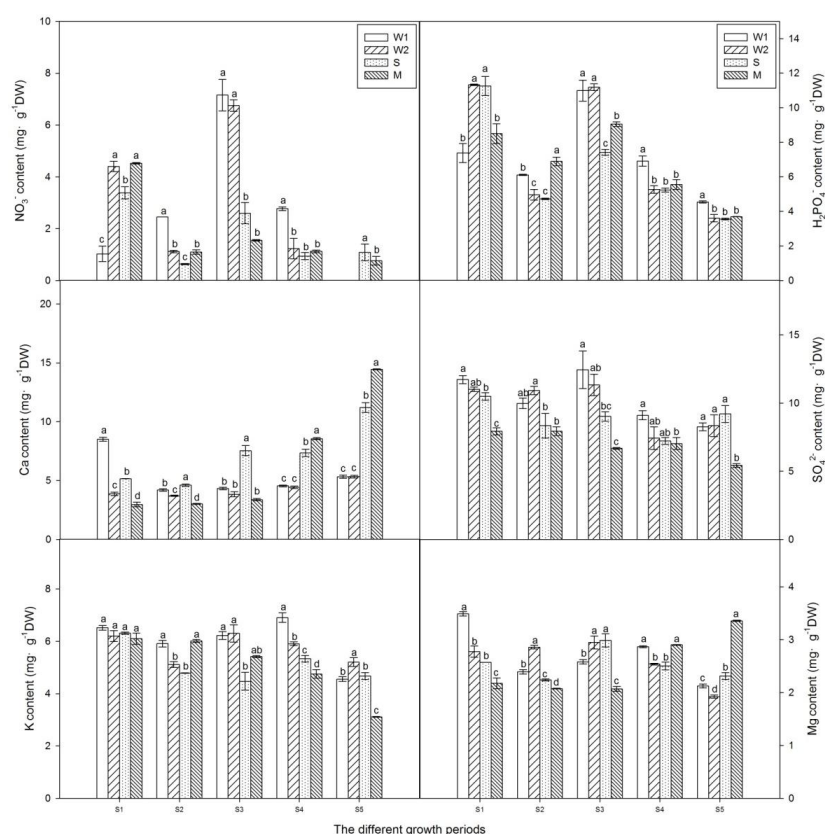 NO₃⁻ content (mg· g⁻¹DW)
10
8
6
4
2
0
W1
W2
S
M
b a b a
a b c b
a a b b
a b b b
a b
W1
W2
S
M
b a a b
b c c a
a a c b
a b b b
a b b b
14
12
10
8
6
4
2
0
H₂PO₄⁻ content (mg· g⁻¹DW)
Ca content (mg· g⁻¹DW)
20
15
10
5
0
a c b d
b c a d
b b a b
c c b a
c c b a
a ab b c
ab a b b
a ab bc c
a ab ab b
a a a b
15
10
5
0
SO₄²⁻ content (mg· g⁻¹DW)
K content (mg· g⁻¹DW)
8
6
4
2
0
a a a a
a b b a
a a b ab
a b c d
b a b c
a b b c
b a c d
b a a c
a b b a
c d b a
4
3
2
1
0
Mg content (mg· g⁻¹DW)
S1 S2 S3 S4 S5 S1 S2 S3 S4 S5
The different growth periods